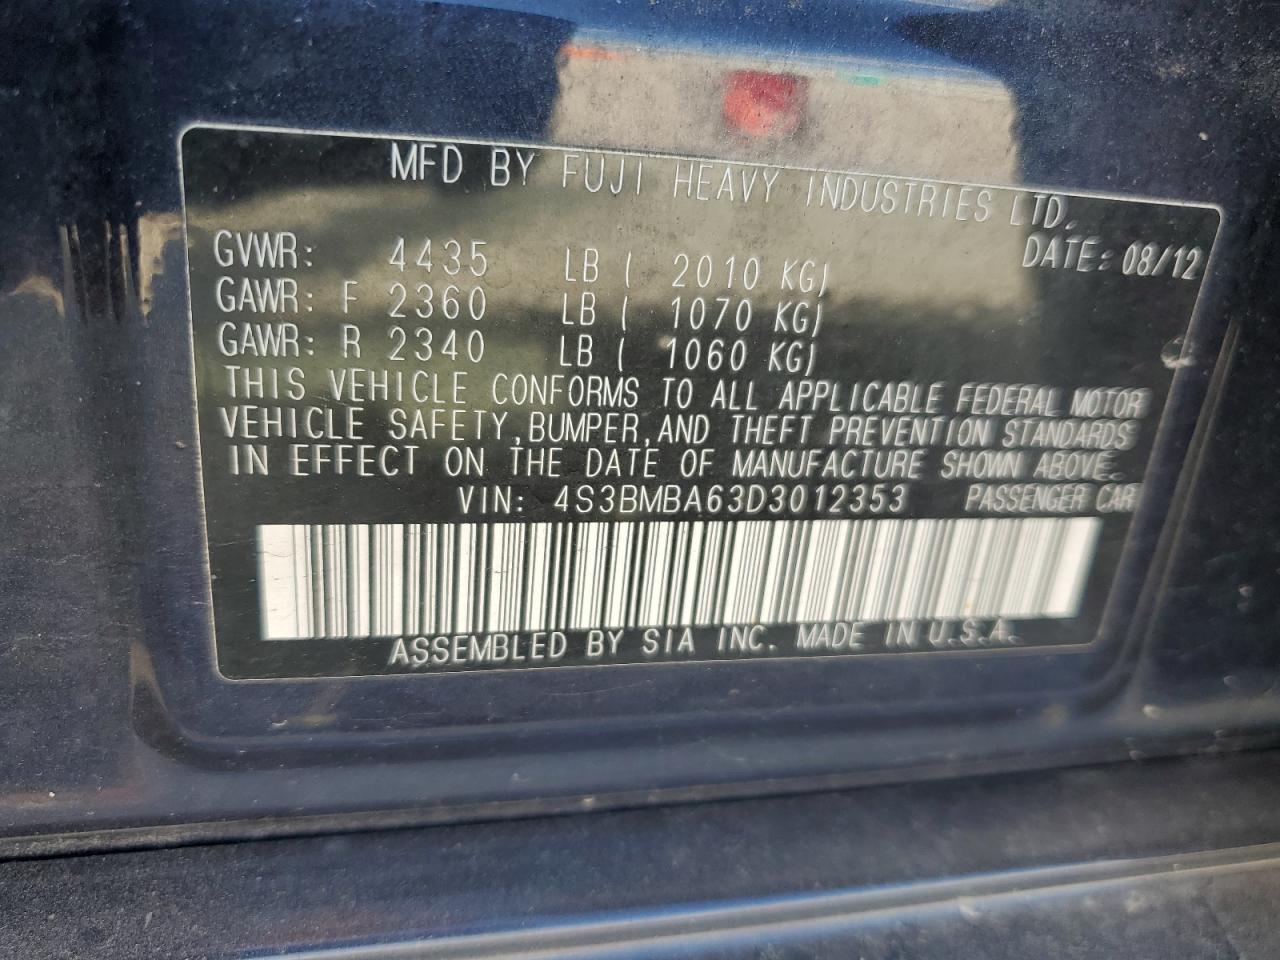 MFD BY FUJI HEAVY INDUSTRIES LTD.
DATE: 08/12
GVWR: 4435 LB ( 2010 KG)
GAWR: F 2360 LB ( 1070 KG)
GAWR: R 2340 LB ( 1060 KG)
THIS VEHICLE CONFORMS TO ALL APPLICABLE FEDERAL MOTOR
VEHICLE SAFETY, BUMPER, AND THEFT PREVENTION STANDARDS
IN EFFECT ON THE DATE OF MANUFACTURE SHOWN ABOVE.
VIN: 4S3BMBA63D3012353 PASSENGER CAR
ASSEMBLED BY SIA INC. MADE IN U.S.A.